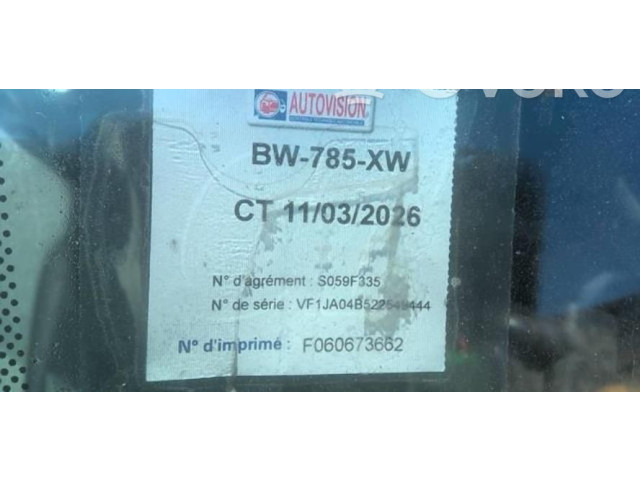 AUTOVISION
BW-785-XW
CT 11/03/2026
N° d'agrément : S059F335
N° de série :
N° d'imprimé : F060673662